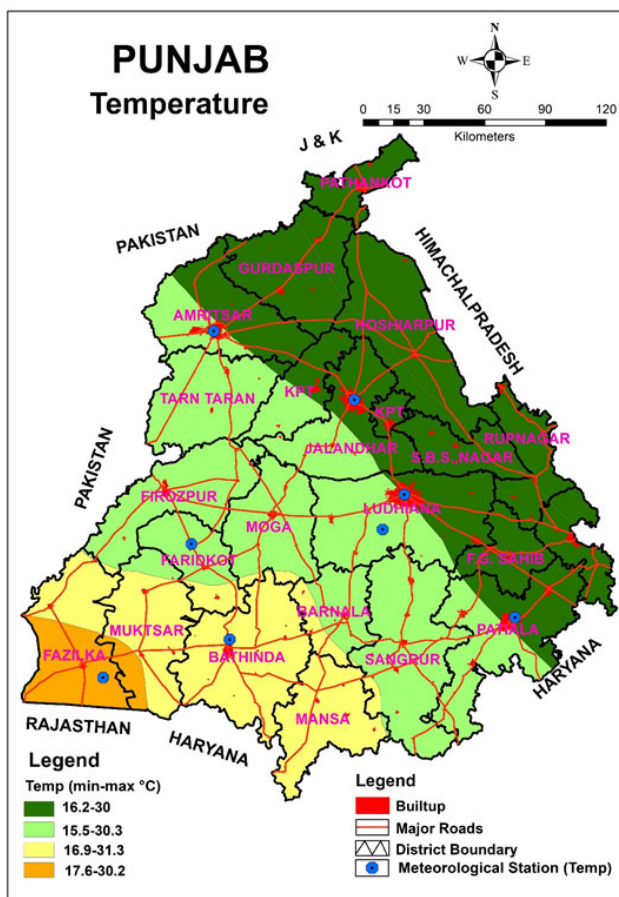 PUNJAB
Temperature
N
W E
S
0 15 30 60 90 120
Kilometers
J & K
PATHANKOT
PAKISTAN
HIMACHALPRADESH
GURDASPUR
AMRITSAR
HOSHIARPUR
TARN TARAN
KPT
KPT
JALANDHAR
S.B.S.,NAGAR
RUPNAGAR
PAKISTAN
FIROZPUR
LUDHIANA
MOGA
FARIDKOT
F.G. SAHIB
BARNALA
MUKTSAR
PATIALA
FAZILKA
BATHINDA
SANGRUR
HARYANA
MANSA
RAJASTHAN
HARYANA
Legend
Temp (min-max °C)
16.2-30
15.5-30.3
16.9-31.3
17.6-30.2
Legend
Builtup
Major Roads
District Boundary
Meteorological Station (Temp)